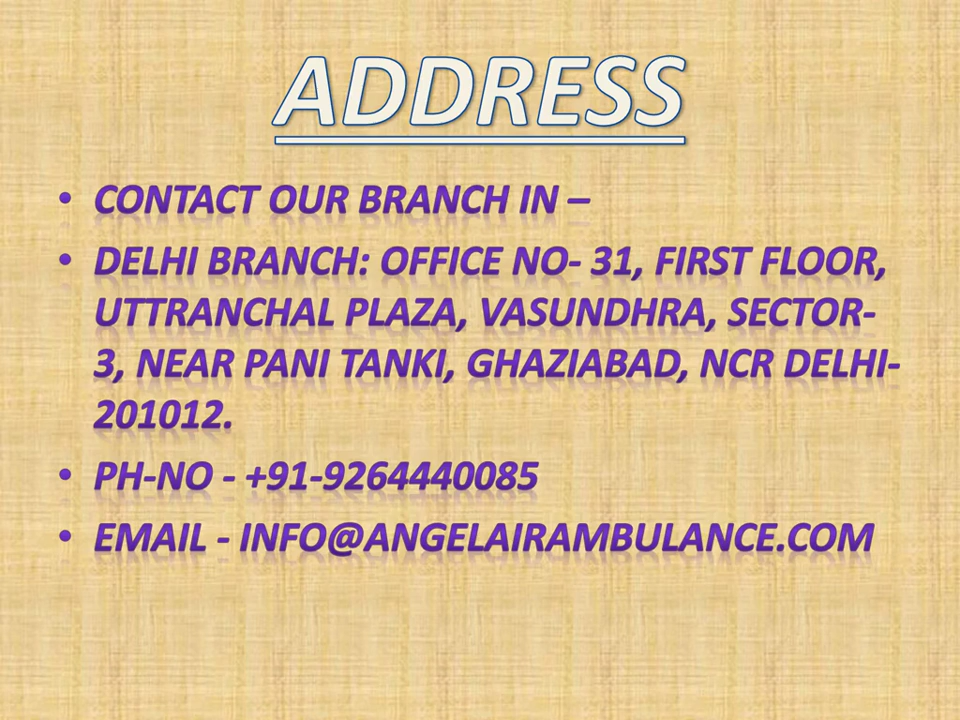 ADDRESS
• CONTACT OUR BRANCH IN –
• DELHI BRANCH: OFFICE NO- 31, FIRST FLOOR,
UTTRANCHAL PLAZA, VASUNDHRA, SECTOR-
3, NEAR PANI TANKI, GHAZIABAD, NCR DELHI-
201012.
• PH-NO - +91-9264440085
• EMAIL - INFO@ANGELAIRAMBULANCE.COM